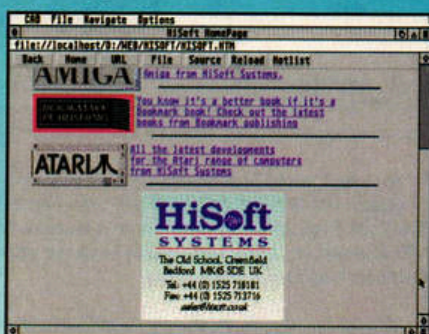 CAB File Navigate Options
HiSoft HomePage
file://localhost/D:/WEB/HISOFT/HISOFT.HTM
Back Home URL File Source Reload Hotlist
AMIGA
Amiga from HiSoft Systems.
BOOKMARK
PUBLISHING
You know it's a better book if it's a
Bookmark book! Check out the latest
books from Bookmark publishing
ATARI
All the latest developments
for the Atari range of computers
from HiSoft Systems
HiSoft
SYSTEMS
The Old School, Greenfield
Bedford MK45 5DE UK
Tel: +44 (0) 1525 718181
Fax: +44 (0) 1525 713716